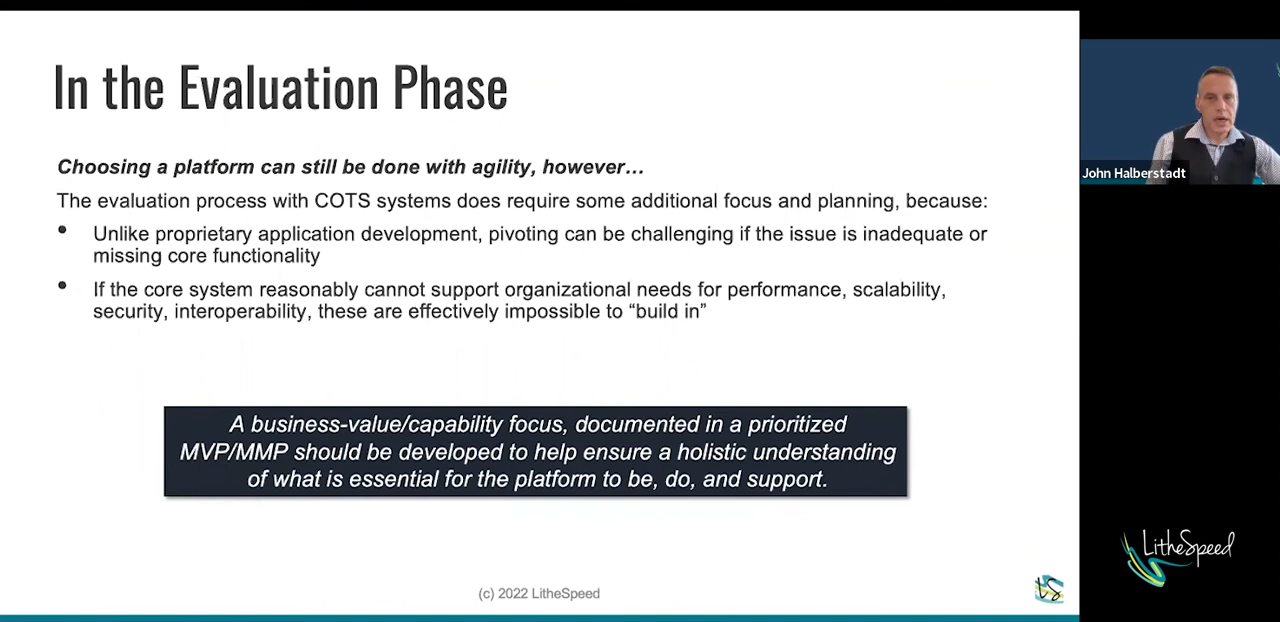 In the Evaluation Phase
Choosing a platform can still be done with agility, however…
The evaluation process with COTS systems does require some additional focus and planning, because:
• Unlike proprietary application development, pivoting can be challenging if the issue is inadequate or
missing core functionality
• If the core system reasonably cannot support organizational needs for performance, scalability,
security, interoperability, these are effectively impossible to “build in”
A business-value/capability focus, documented in a prioritized
MVP/MMP should be developed to help ensure a holistic understanding
of what is essential for the platform to be, do, and support.
(c) 2022 LitheSpeed
LS
John Halberstadt
LitheSpeed